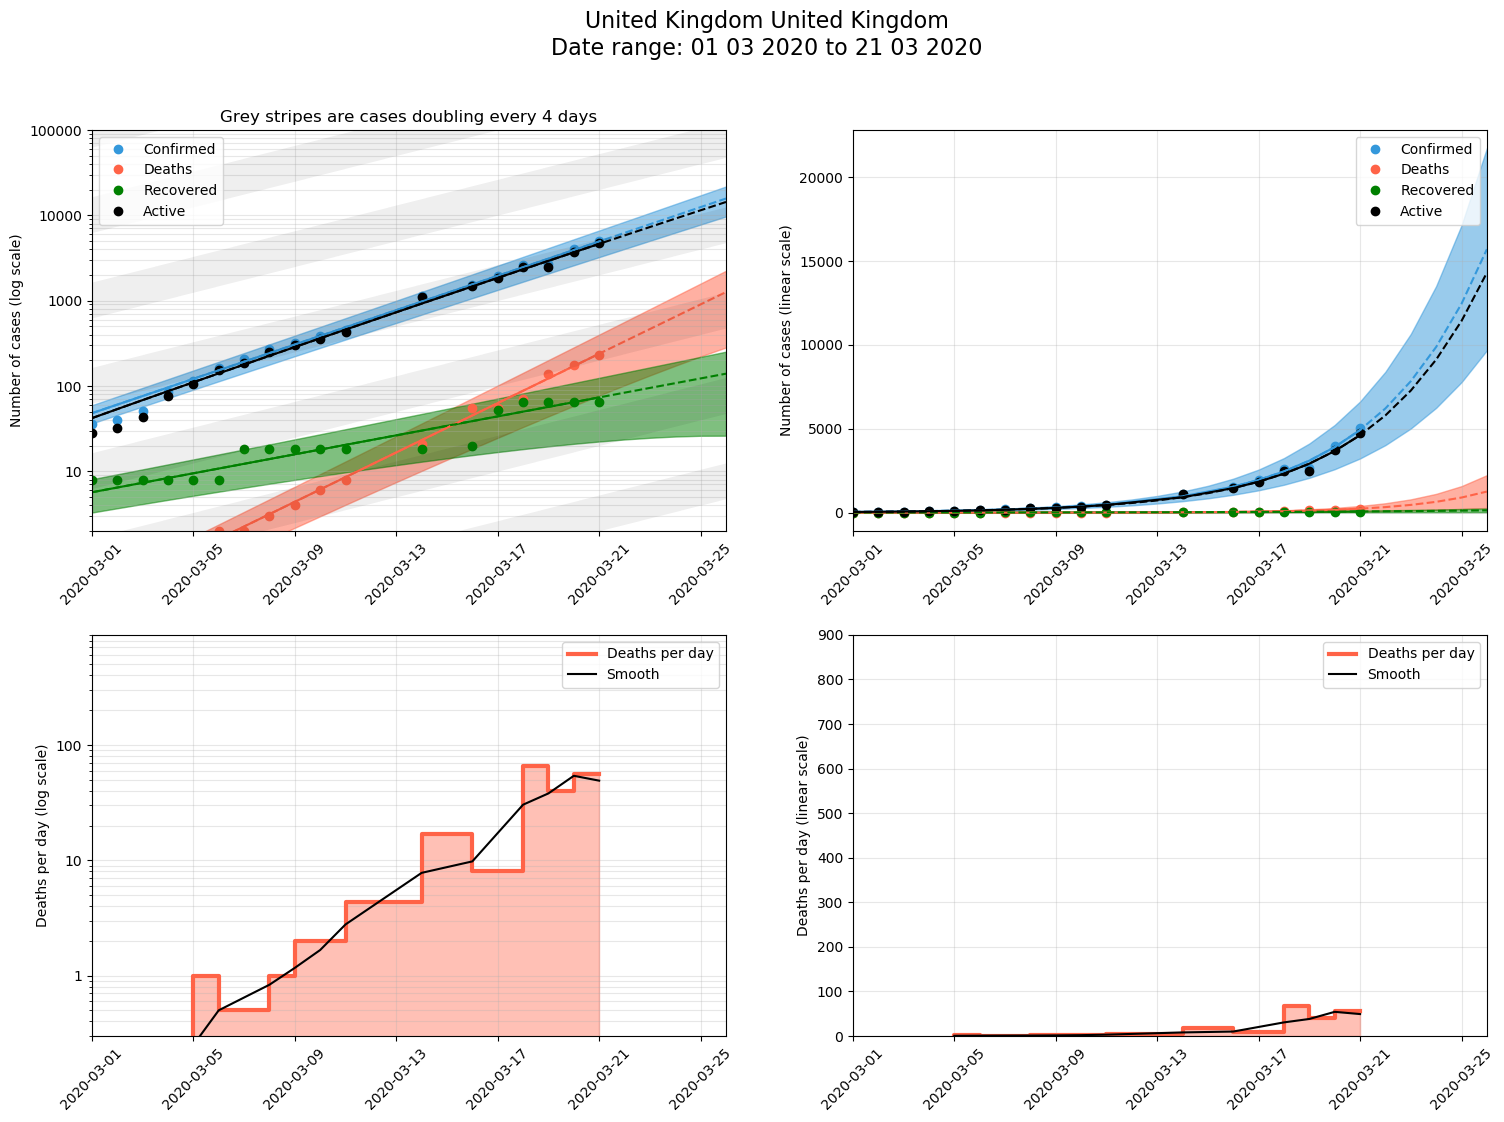 United Kingdom United Kingdom
Date range: 01 03 2020 to 21 03 2020
Grey stripes are cases doubling every 4 days
Number of cases (log scale)
100000
10000
1000
100
10
Confirmed
Deaths
Recovered
Active
2020-03-01
2020-03-05
2020-03-09
2020-03-13
2020-03-17
2020-03-21
2020-03-25
Number of cases (linear scale)
20000
15000
10000
5000
0
Confirmed
Deaths
Recovered
Active
2020-03-01
2020-03-05
2020-03-09
2020-03-13
2020-03-17
2020-03-21
2020-03-25
Deaths per day (log scale)
100
10
1
Deaths per day
Smooth
2020-03-01
2020-03-05
2020-03-09
2020-03-13
2020-03-17
2020-03-21
2020-03-25
Deaths per day (linear scale)
900
800
700
600
500
400
300
200
100
0
Deaths per day
Smooth
2020-03-01
2020-03-05
2020-03-09
2020-03-13
2020-03-17
2020-03-21
2020-03-25